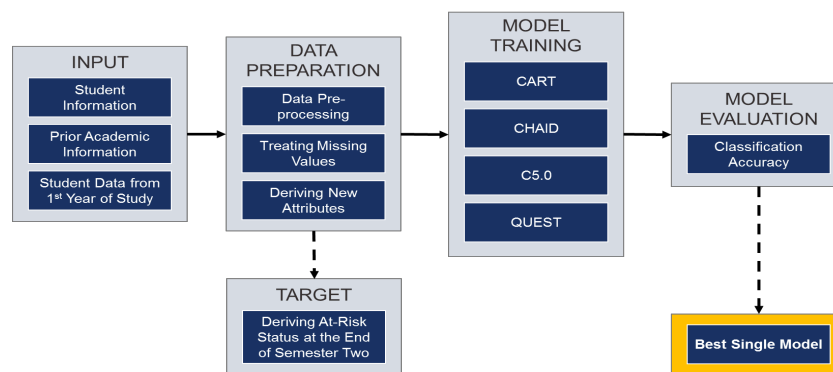 INPUT
Student
Information
Prior Academic
Information
Student Data from
1st Year of Study
DATA
PREPARATION
Data Pre-
processing
Treating Missing
Values
Deriving New
Attributes
TARGET
Deriving At-Risk
Status at the End
of Semester Two
MODEL
TRAINING
CART
CHAID
C5.0
QUEST
MODEL
EVALUATION
Classification
Accuracy
Best Single Model